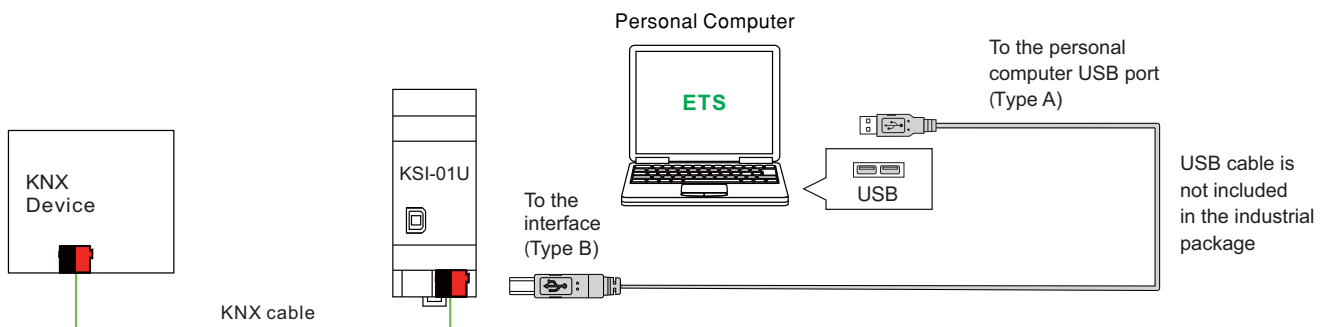 Personal Computer
To the personal
computer USB port
(Type A)
ETS
KNX
Device
KSI-01U
USB
To the
interface
(Type B)
USB cable is
not included
in the industrial
package
KNX cable